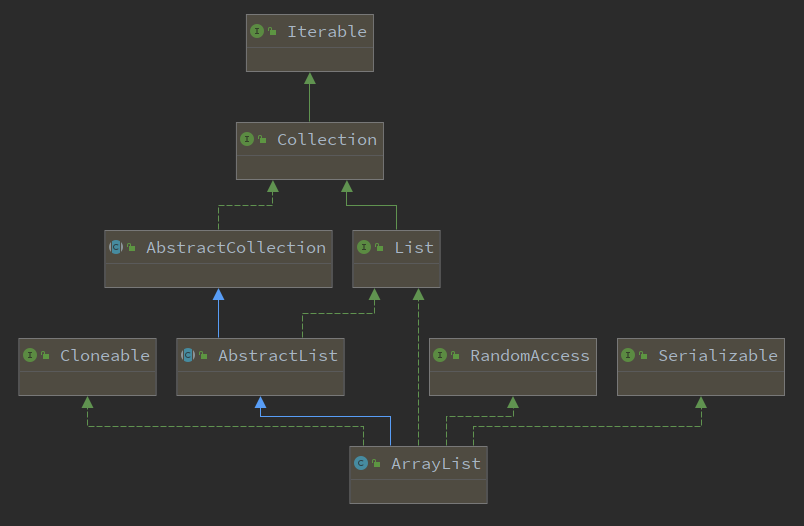 Iterable
Collection
AbstractCollection
List
Cloneable
AbstractList
RandomAccess
Serializable
ArrayList